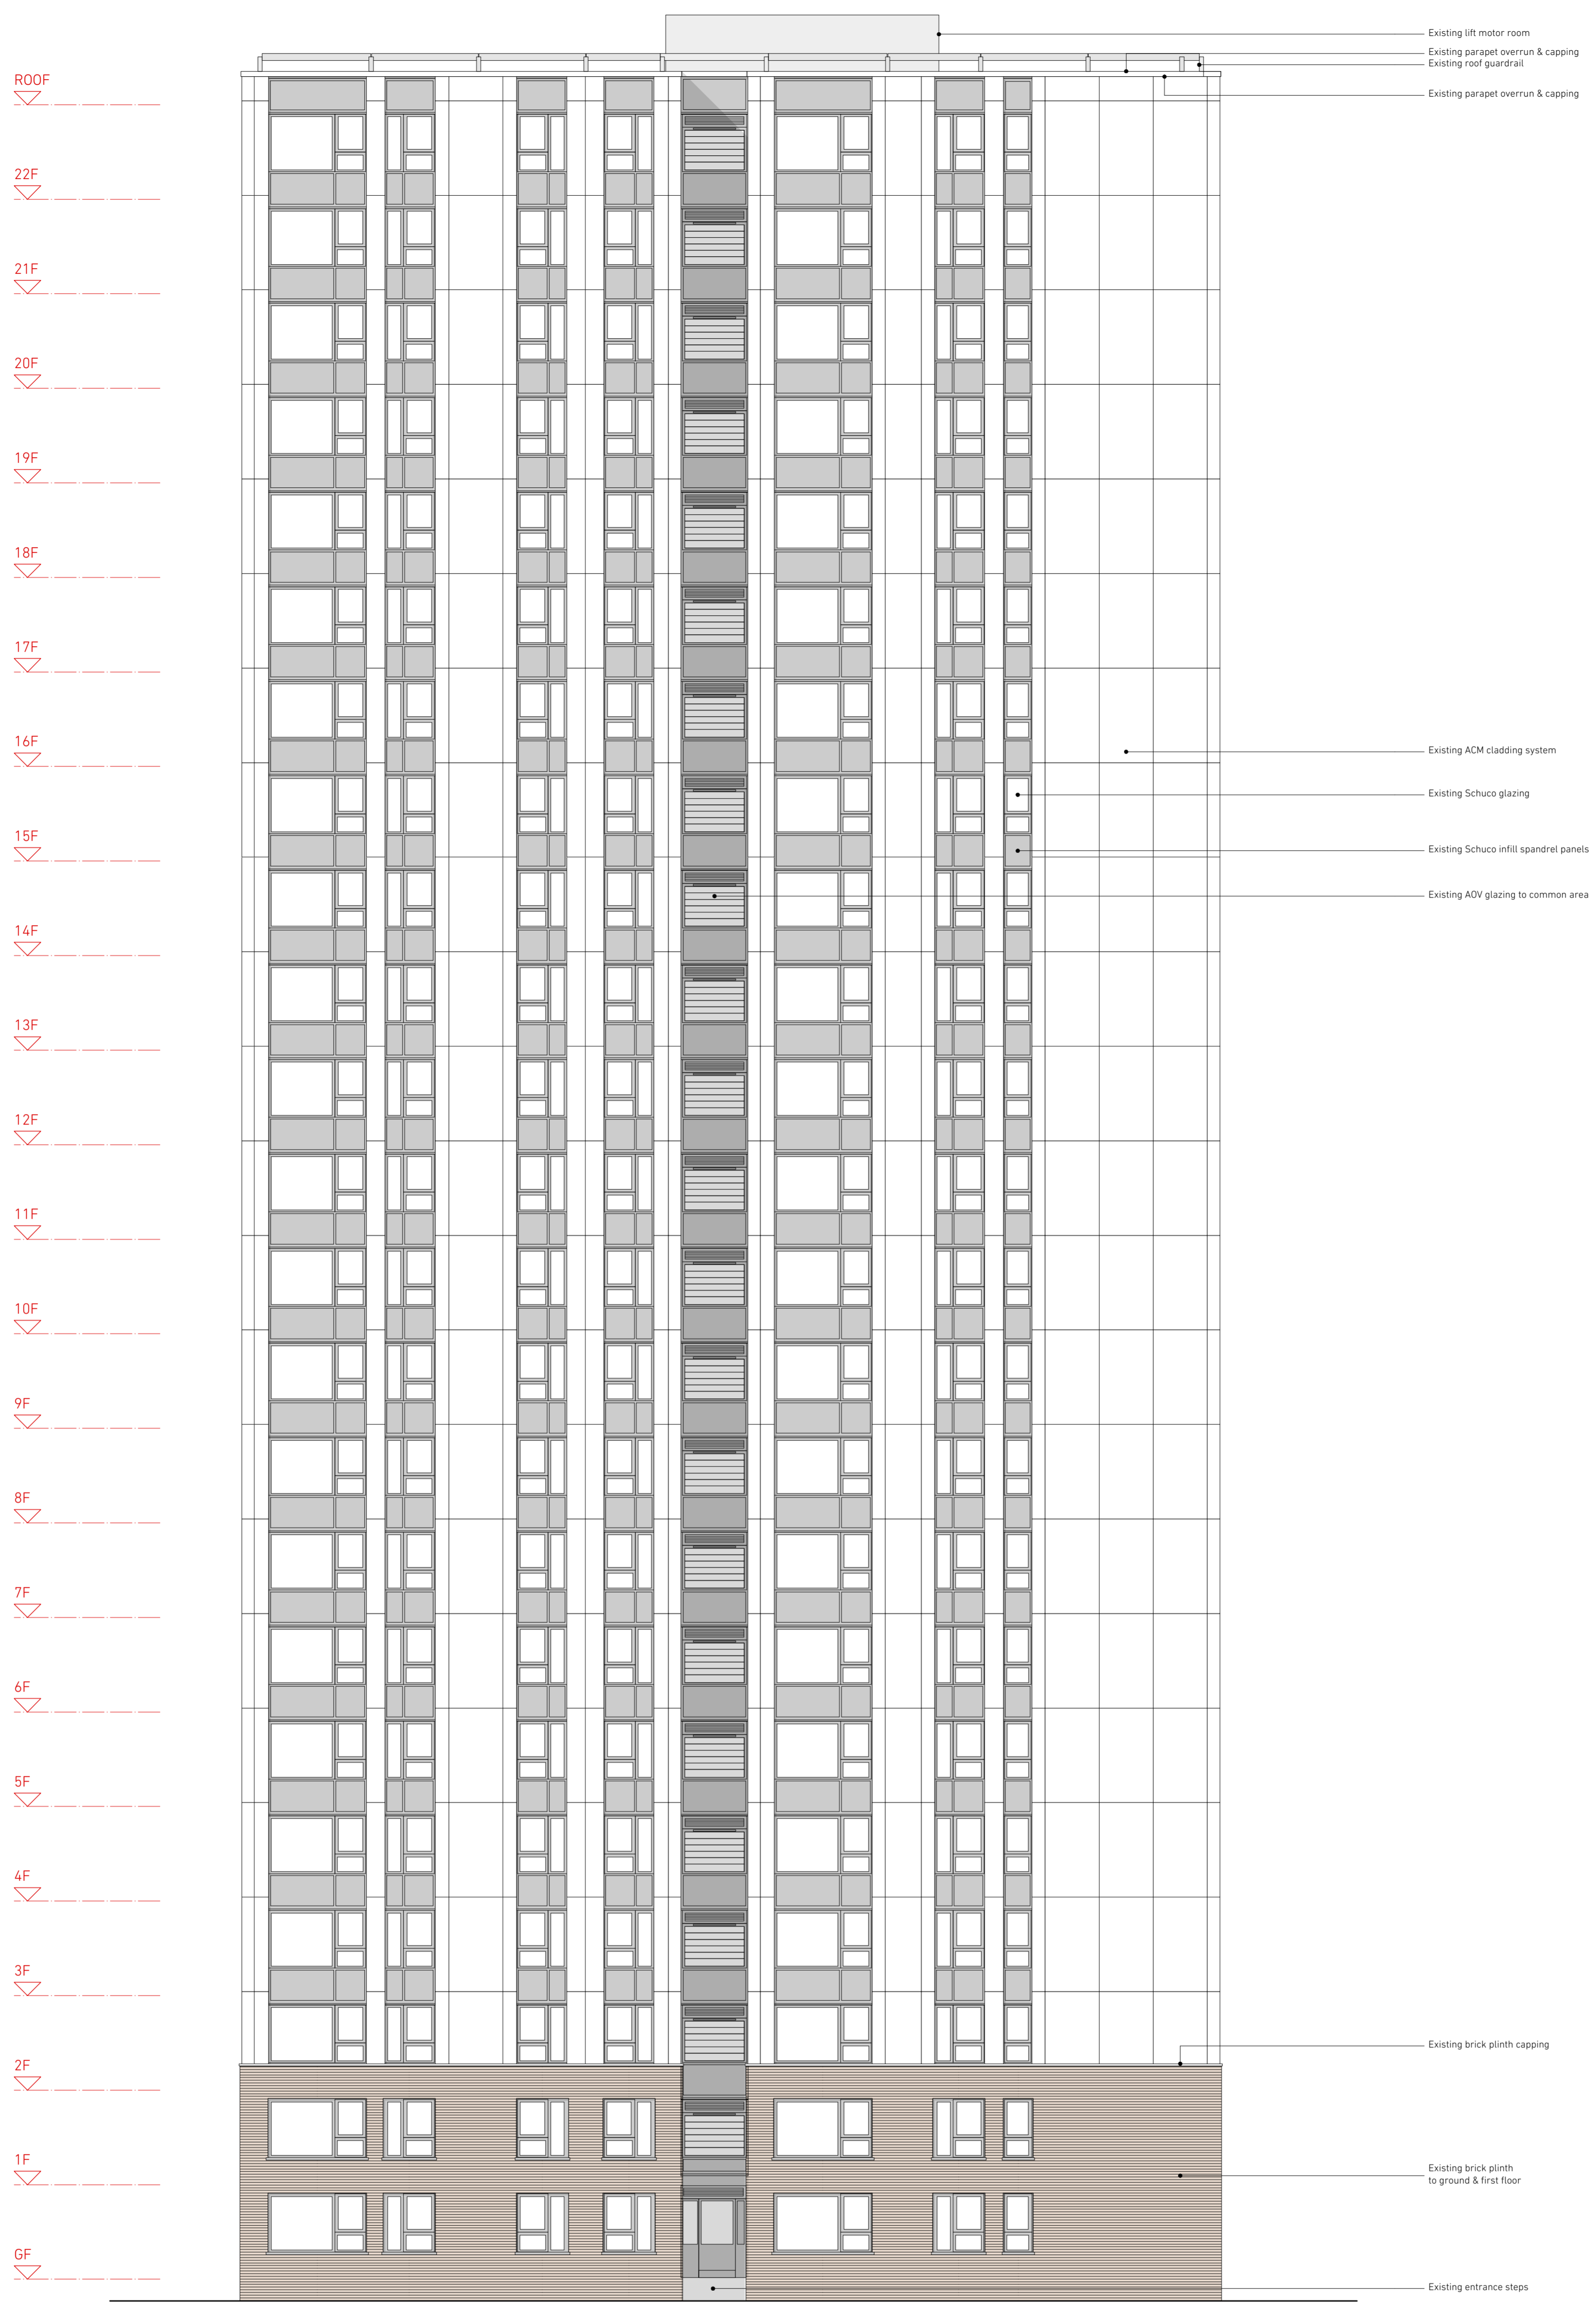 Existing lift motor room
Existing parapet overrun & capping
Existing roof guardrail
ROOF
Existing parapet overrun & capping
22F
21F
20F
19F
18F
17F
16F
Existing ACM cladding system
Existing Schuco glazing
15F
Existing Schuco infill spandrel panels
Existing AOV glazing to common area
14F
13F
12F
11F
10F
9F
8F
7F
6F
5F
4F
3F
Existing brick plinth capping
2F
1F
Existing brick plinth
to ground & first floor
GF
Existing entrance steps